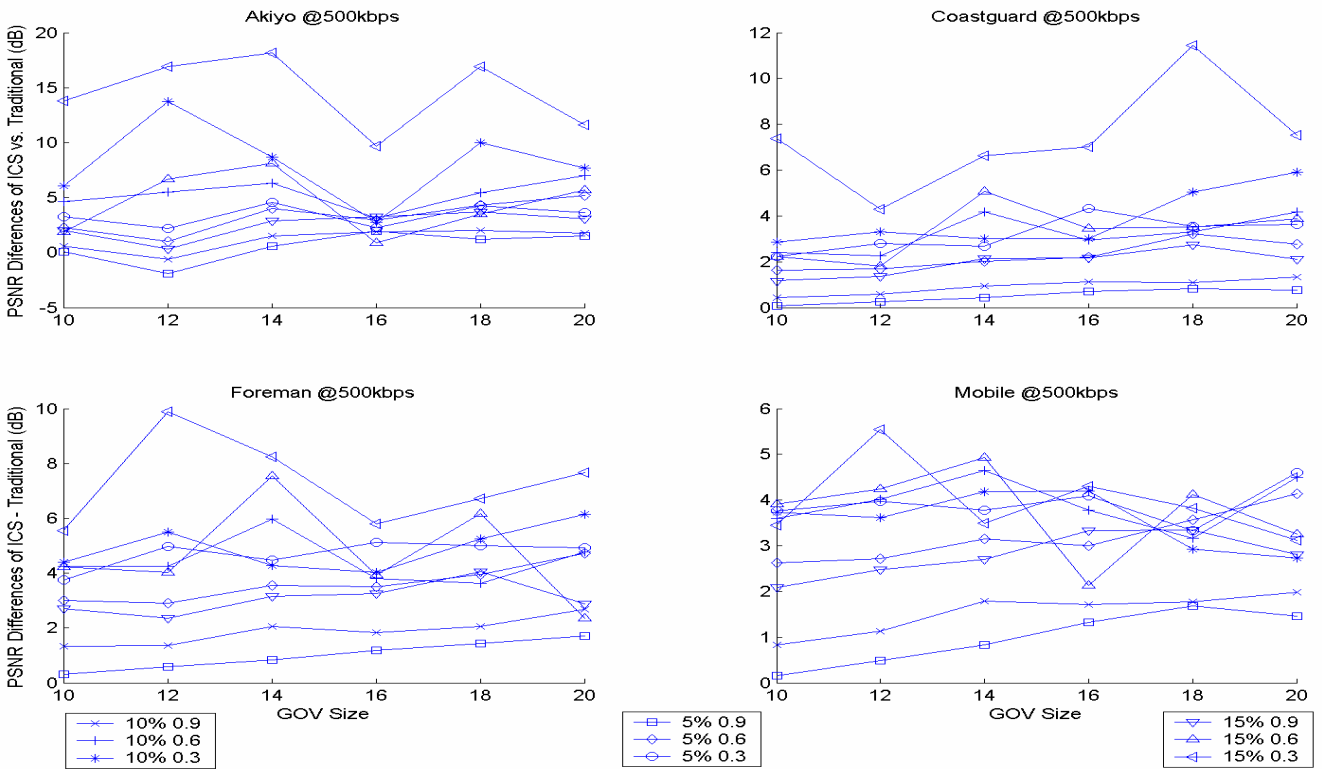 Akiyo @500kbps
PSNR Diferences of ICS vs. Traditional (dB)
20
15
10
5
0
-5
10 12 14 16 18 20
Coastguard @500kbps
12
10
8
6
4
2
0
10 12 14 16 18 20
Foreman @500kbps
PSNR Differences of ICS - Traditional (dB)
10
8
6
4
2
0
10 12 14 16 18 20
GOV Size
Mobile @500kbps
6
5
4
3
2
1
0
10 12 14 16 18 20
GOV Size
10% 0.9
10% 0.6
10% 0.3
5% 0.9
5% 0.6
5% 0.3
15% 0.9
15% 0.6
15% 0.3